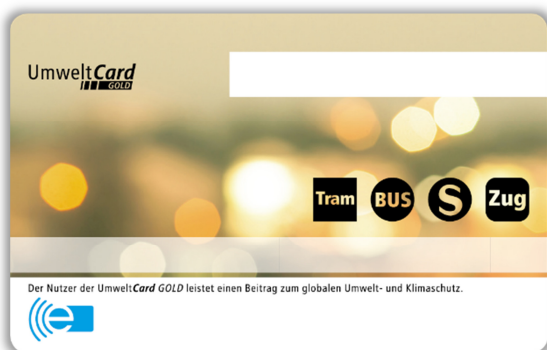 UmweltCard
GOLD
Tram BUS S Zug
Der Nutzer der UmweltCard GOLD leistet einen Beitrag zum globalen Umwelt- und Klimaschutz.
e